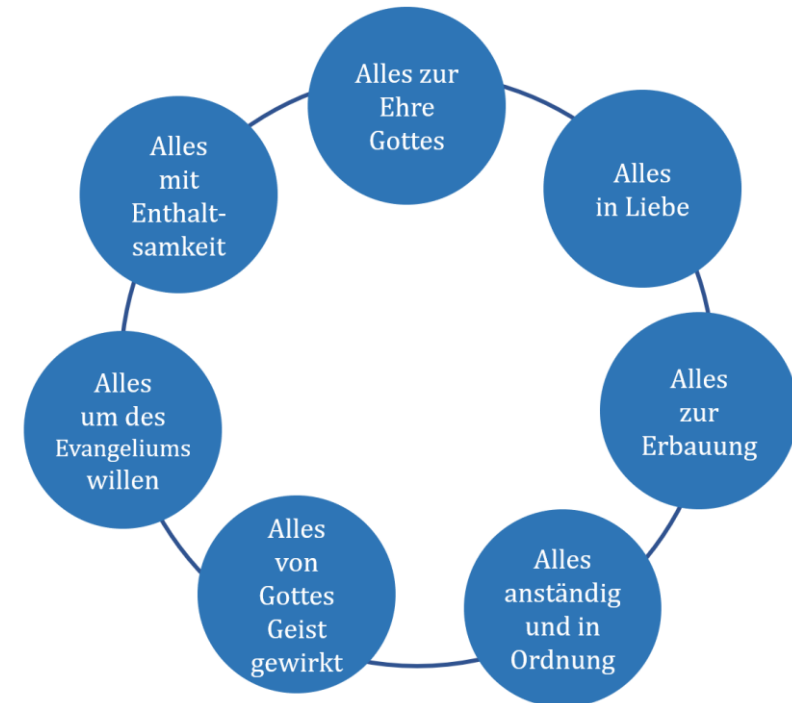 Alles zur
Ehre
Gottes
Alles
in Liebe
Alles
zur
Erbauung
Alles
anständig
und in
Ordnung
Alles
von
Gottes
Geist
gewirkt
Alles
um des
Evangeliums
willen
Alles
mit
Enthalt-
samkeit